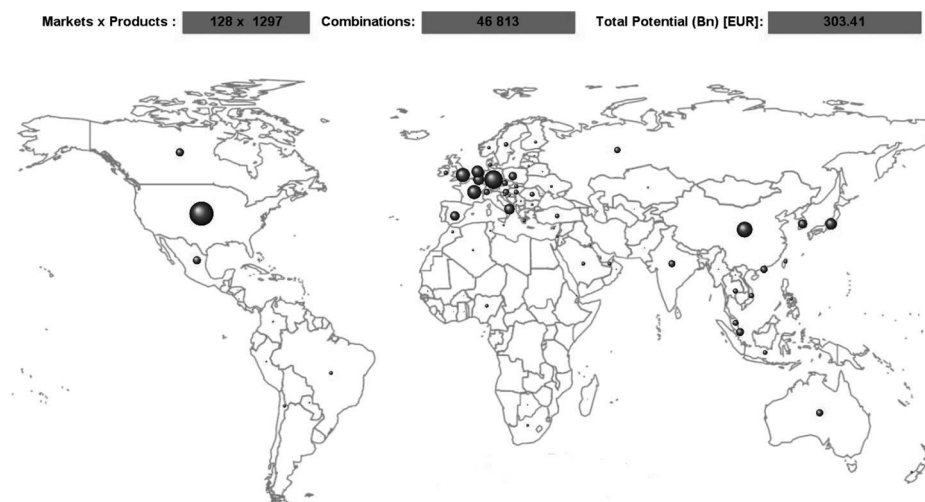 Markets x Products : 128 x 1297 Combinations: 46 813 Total Potential (Bn) [EUR]: 303.41